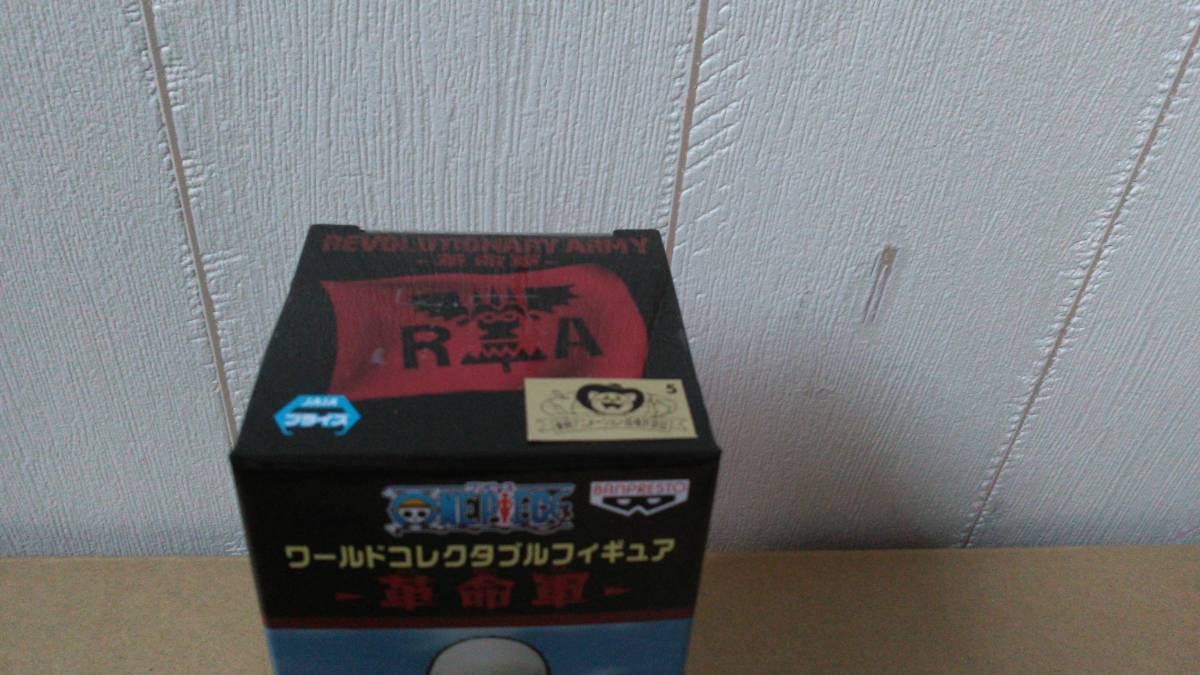 REVOLUTIONARY ARMY
-革命軍-
R A
JAIA
プライズ
5
ONE PIECE
BANPRESTO
ワールドコレクタブルフィギュア
-革命軍-